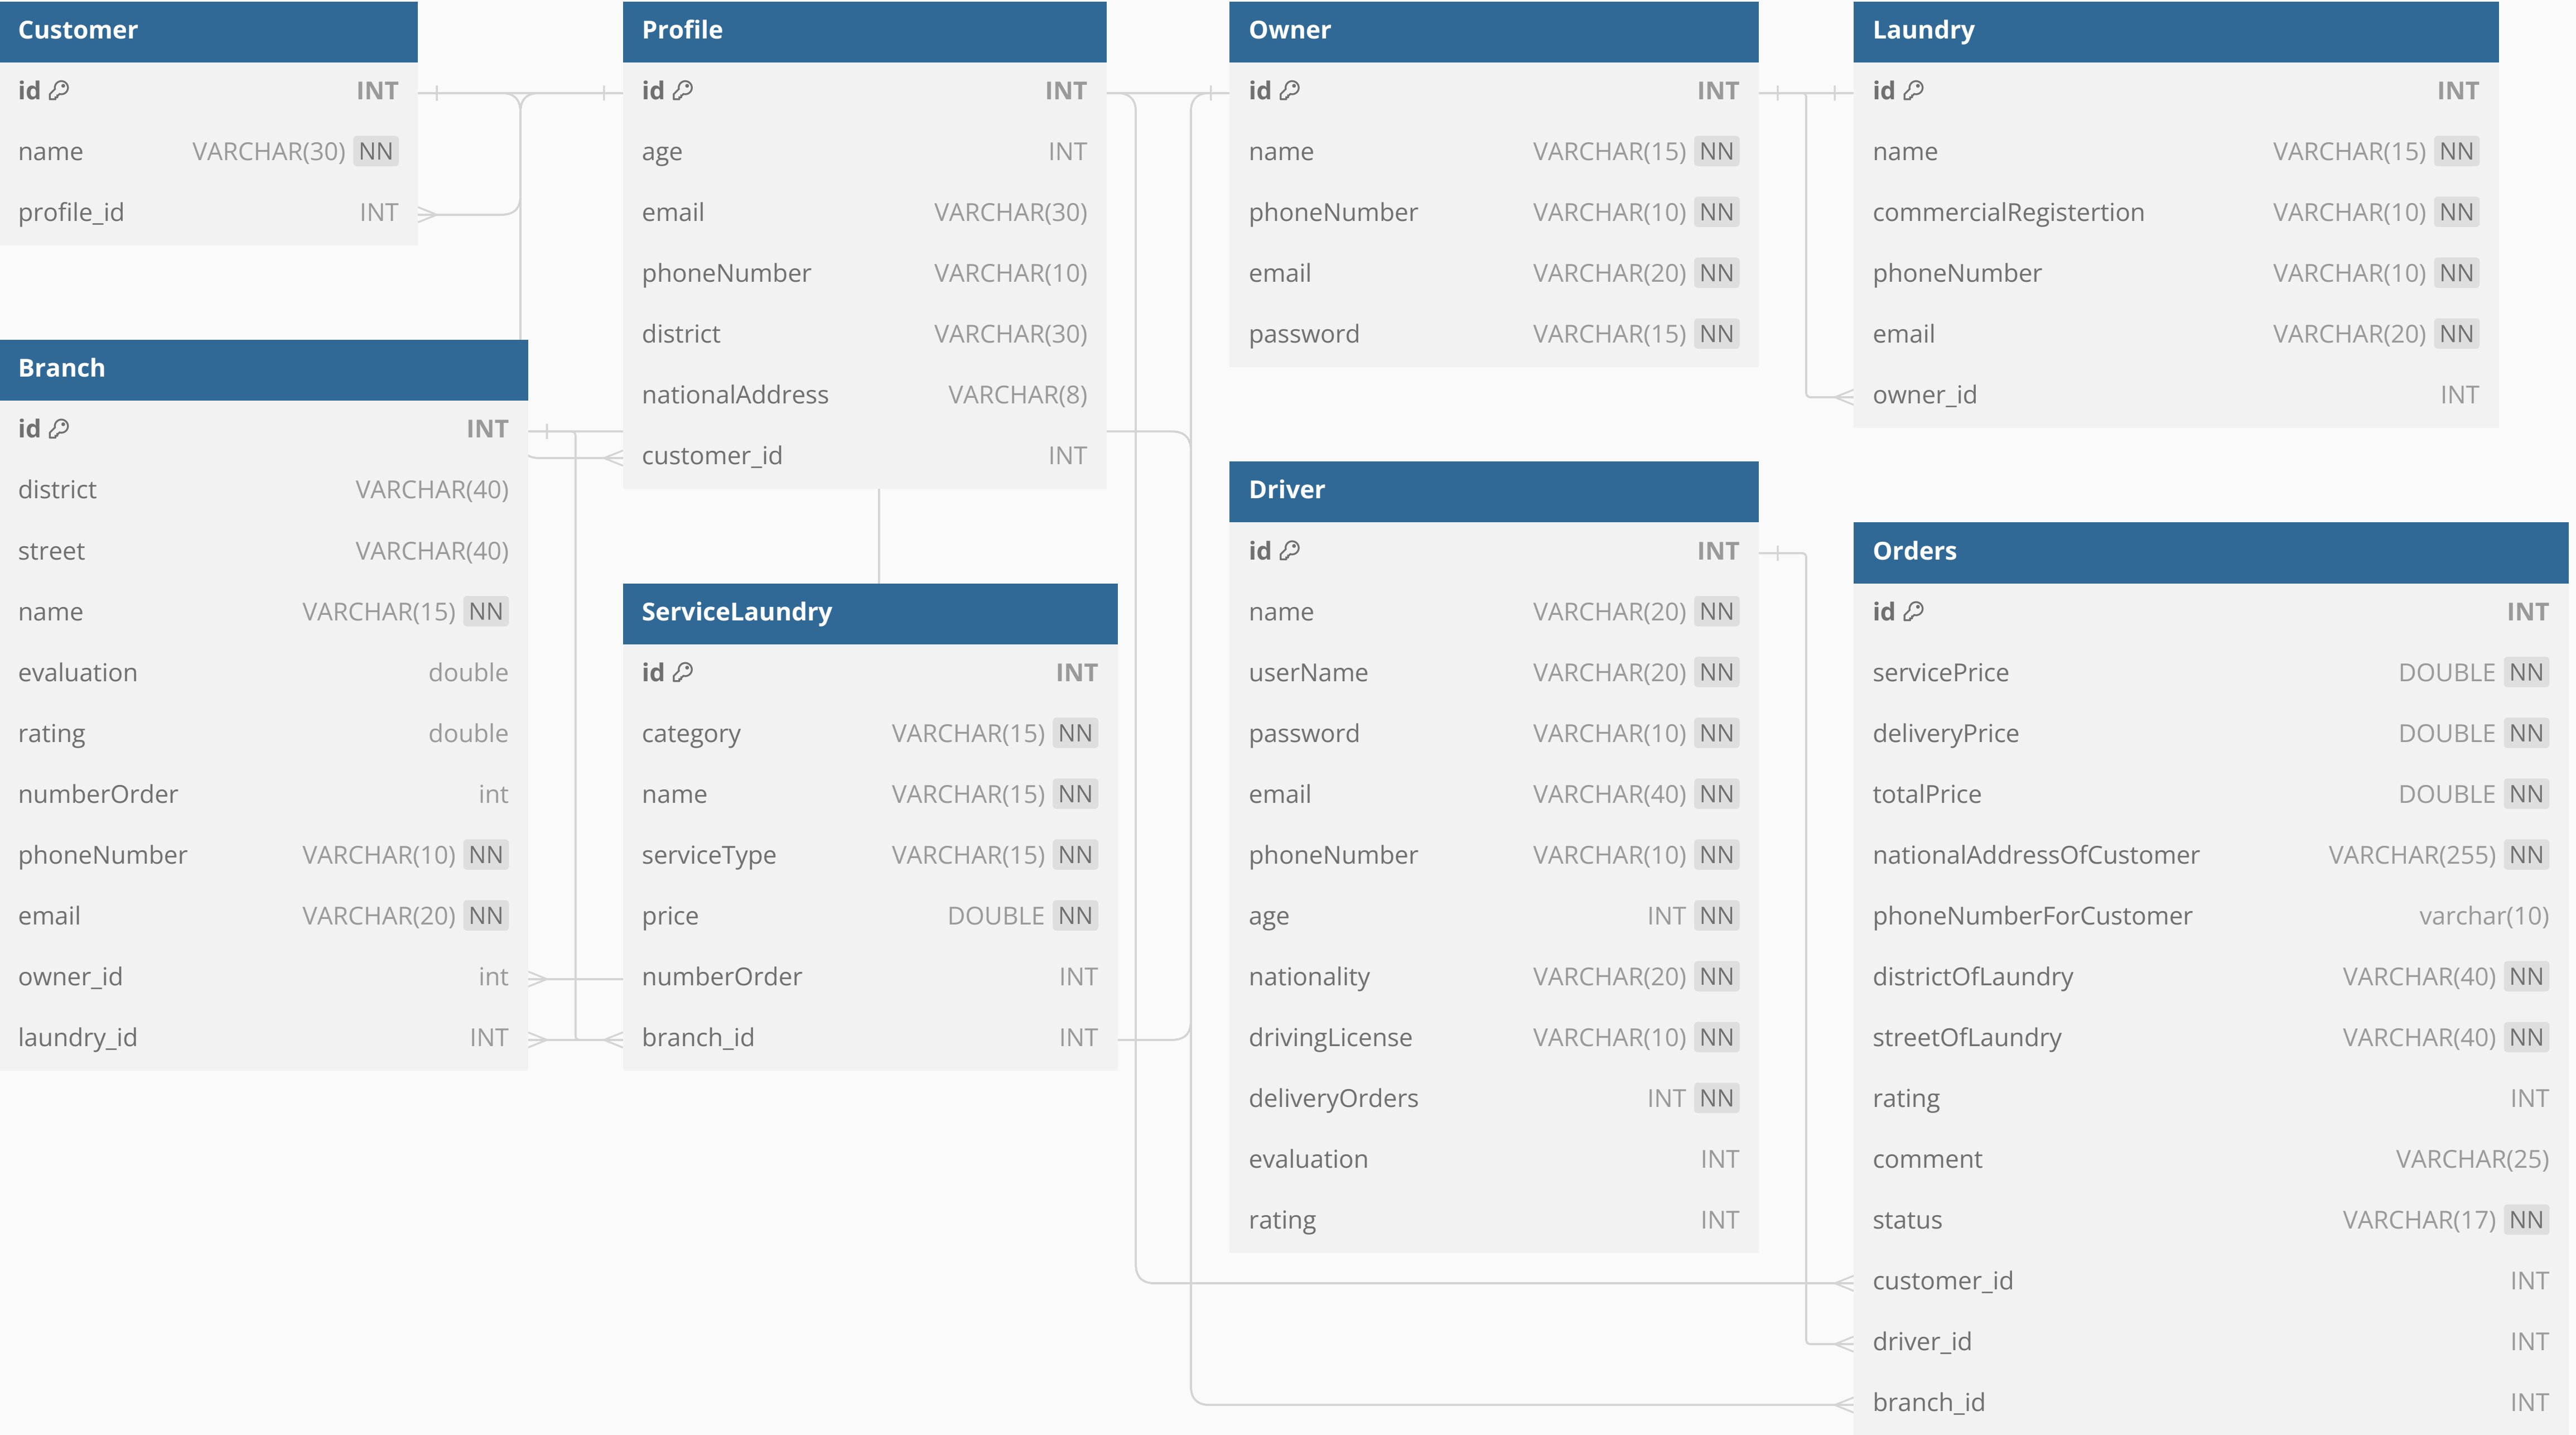 Customer
id INT
name VARCHAR(30) NN
profile_id INT
Profile
id INT
age INT
email VARCHAR(30)
phoneNumber VARCHAR(10)
district VARCHAR(30)
nationalAddress VARCHAR(8)
customer_id INT
Owner
id INT
name VARCHAR(15) NN
phoneNumber VARCHAR(10) NN
email VARCHAR(20) NN
password VARCHAR(15) NN
Laundry
id INT
name VARCHAR(15) NN
commercialRegistertion VARCHAR(10) NN
phoneNumber VARCHAR(10) NN
email VARCHAR(20) NN
owner_id INT
Branch
id INT
district VARCHAR(40)
street VARCHAR(40)
name VARCHAR(15) NN
evaluation double
rating double
numberOrder int
phoneNumber VARCHAR(10) NN
email VARCHAR(20) NN
owner_id int
laundry_id INT
ServiceLaundry
id INT
category VARCHAR(15) NN
name VARCHAR(15) NN
serviceType VARCHAR(15) NN
price DOUBLE NN
numberOrder INT
branch_id INT
Driver
id INT
name VARCHAR(20) NN
userName VARCHAR(20) NN
password VARCHAR(10) NN
email VARCHAR(40) NN
phoneNumber VARCHAR(10) NN
age INT NN
nationality VARCHAR(20) NN
drivingLicense VARCHAR(10) NN
deliveryOrders INT NN
evaluation INT
rating INT
Orders
id INT
servicePrice DOUBLE NN
deliveryPrice DOUBLE NN
totalPrice DOUBLE NN
nationalAddressOfCustomer VARCHAR(255) NN
phoneNumberForCustomer varchar(10)
districtOfLaundry VARCHAR(40) NN
streetOfLaundry VARCHAR(40) NN
rating INT
comment VARCHAR(25)
status VARCHAR(17) NN
customer_id INT
driver_id INT
branch_id INT